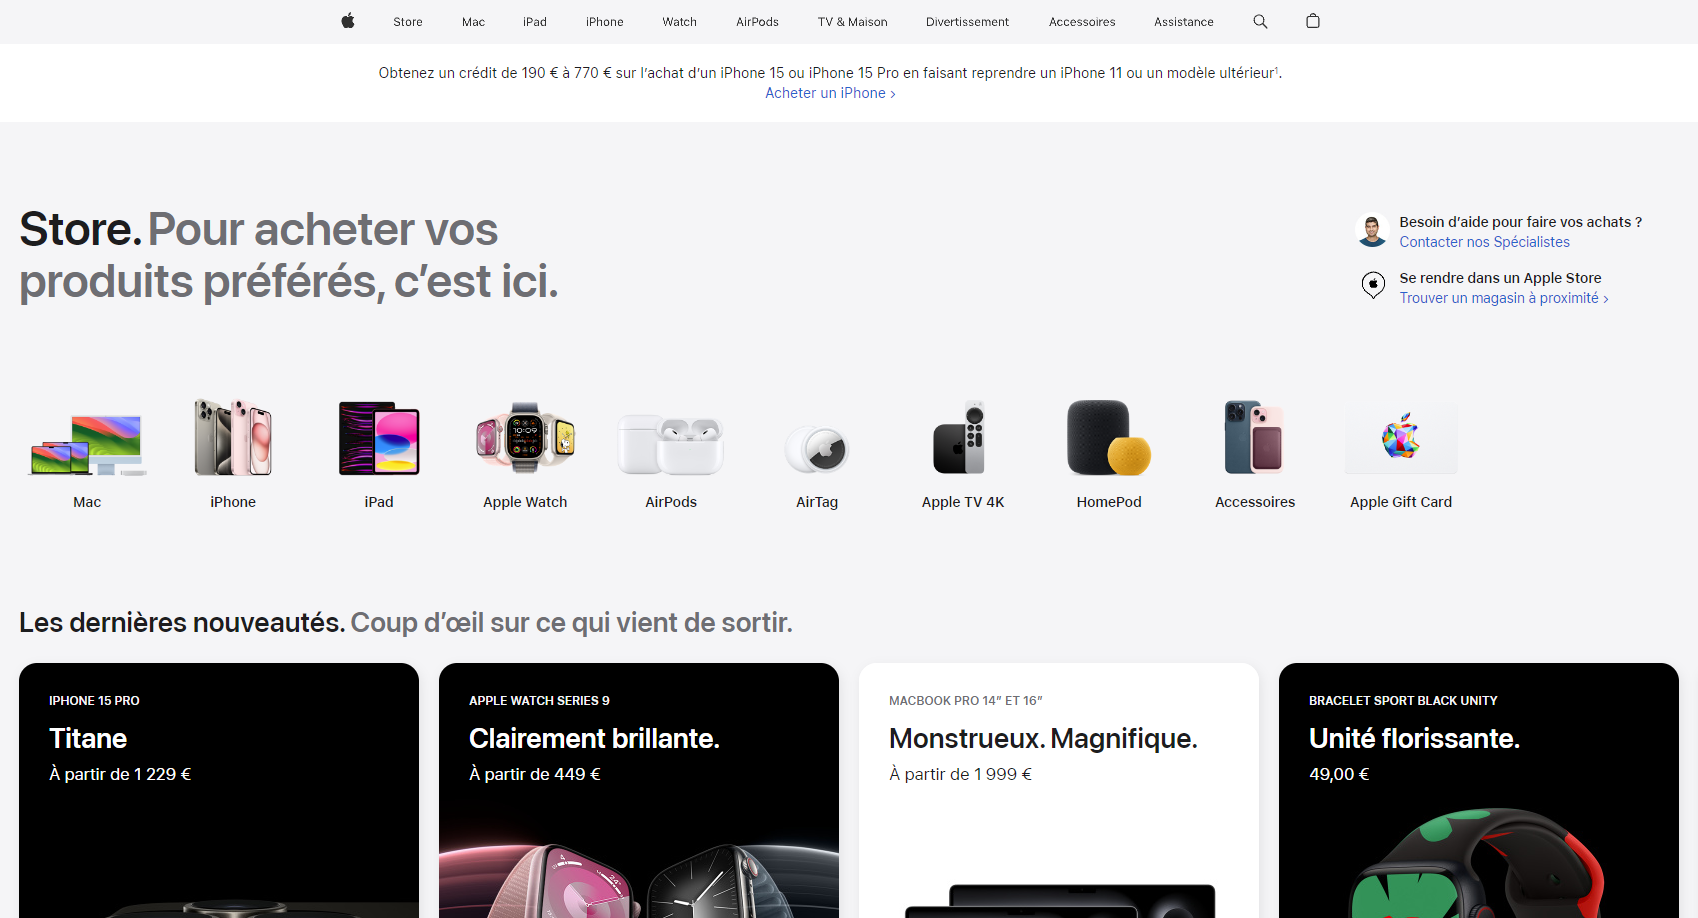 Store Mac iPad iPhone Watch AirPods TV & Maison Divertissement Accessoires Assistance
Obtenez un crédit de 190 € à 770 € sur l’achat d’un iPhone 15 ou iPhone 15 Pro en faisant reprendre un iPhone 11 ou un modèle ultérieur¹.
Acheter un iPhone >
Store. Pour acheter vos
produits préférés, c’est ici.
Besoin d’aide pour faire vos achats ?
Contacter nos Spécialistes
Se rendre dans un Apple Store
Trouver un magasin à proximité >
Mac iPhone iPad Apple Watch AirPods AirTag Apple TV 4K HomePod Accessoires Apple Gift Card
Les dernières nouveautés. Coup d’œil sur ce qui vient de sortir.
IPHONE 15 PRO
Titane
À partir de 1 229 €
APPLE WATCH SERIES 9
Clairement brillante.
À partir de 449 €
MACBOOK PRO 14” ET 16”
Monstrueux. Magnifique.
À partir de 1 999 €
BRACELET SPORT BLACK UNITY
Unité florissante.
49,00 €